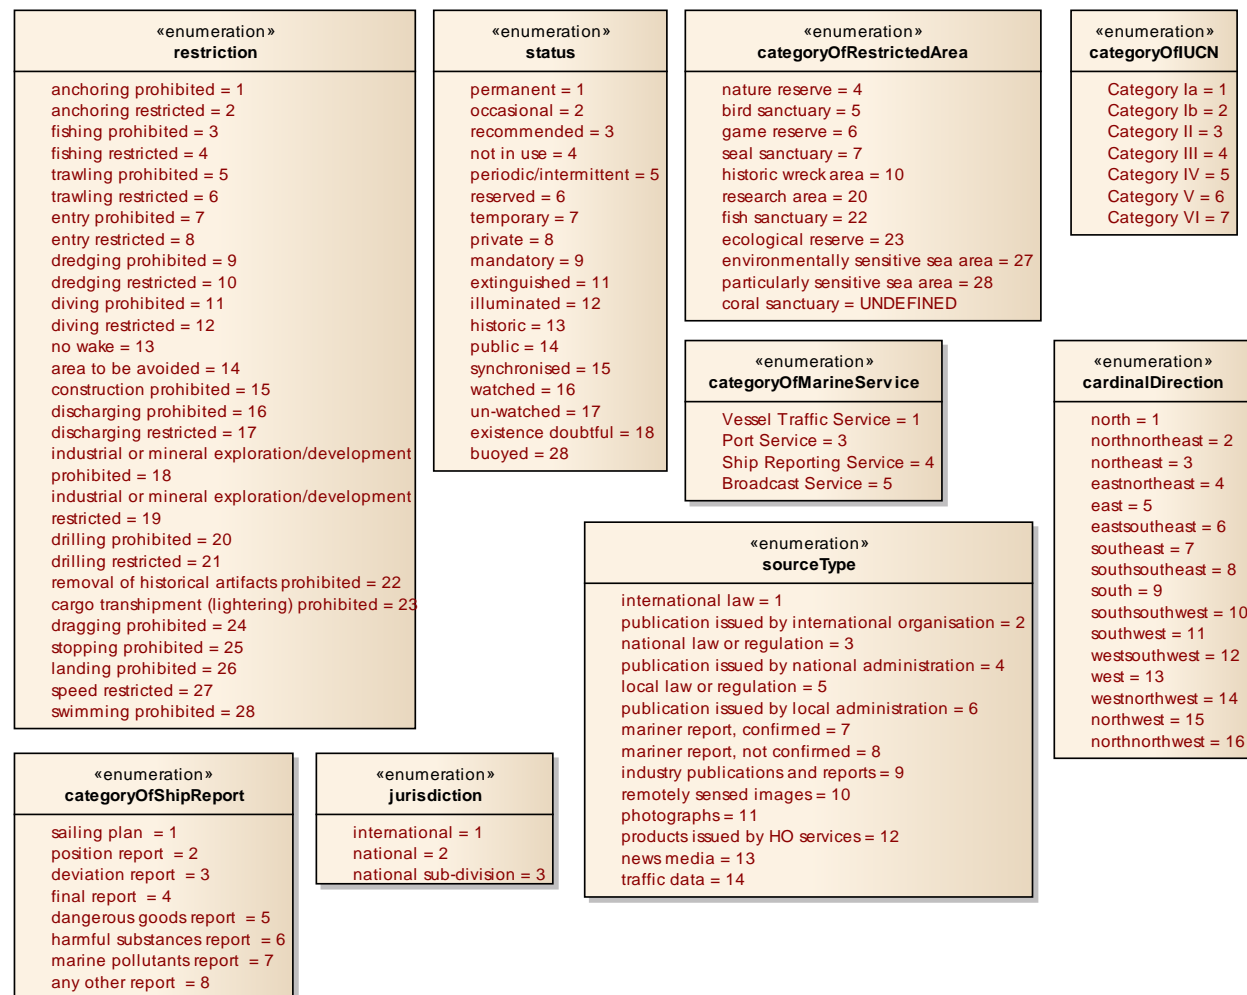 «enumeration»
restriction
anchoring prohibited = 1
anchoring restricted = 2
fishing prohibited = 3
fishing restricted = 4
trawling prohibited = 5
trawling restricted = 6
entry prohibited = 7
entry restricted = 8
dredging prohibited = 9
dredging restricted = 10
diving prohibited = 11
diving restricted = 12
no wake = 13
area to be avoided = 14
construction prohibited = 15
discharging prohibited = 16
discharging restricted = 17
industrial or mineral exploration/development
prohibited = 18
industrial or mineral exploration/development
restricted = 19
drilling prohibited = 20
drilling restricted = 21
removal of historical artifacts prohibited = 22
cargo transhipment (lightering) prohibited = 23
dragging prohibited = 24
stopping prohibited = 25
landing prohibited = 26
speed restricted = 27
swimming prohibited = 28
«enumeration»
status
permanent = 1
occasional = 2
recommended = 3
not in use = 4
periodic/intermittent = 5
reserved = 6
temporary = 7
private = 8
mandatory = 9
extinguished = 11
illuminated = 12
historic = 13
public = 14
synchronised = 15
watched = 16
un-watched = 17
existence doubtful = 18
buoyed = 28
«enumeration»
categoryOfRestrictedArea
nature reserve = 4
bird sanctuary = 5
game reserve = 6
seal sanctuary = 7
historic wreck area = 10
research area = 20
fish sanctuary = 22
ecological reserve = 23
environmentally sensitive sea area = 27
particularly sensitive sea area = 28
coral sanctuary = UNDEFINED
«enumeration»
categoryOfIUCN
Category Ia = 1
Category Ib = 2
Category II = 3
Category III = 4
Category IV = 5
Category V = 6
Category VI = 7
«enumeration»
categoryOfMarineService
Vessel Traffic Service = 1
Port Service = 3
Ship Reporting Service = 4
Broadcast Service = 5
«enumeration»
cardinalDirection
north = 1
northnortheast = 2
northeast = 3
eastnortheast = 4
east = 5
eastsoutheast = 6
southeast = 7
southsoutheast = 8
south = 9
southsouthwest = 10
southwest = 11
westsouthwest = 12
west = 13
westnorthwest = 14
northwest = 15
northnorthwest = 16
«enumeration»
sourceType
international law = 1
publication issued by international organisation = 2
national law or regulation = 3
publication issued by national administration = 4
local law or regulation = 5
publication issued by local administration = 6
mariner report, confirmed = 7
mariner report, not confirmed = 8
industry publications and reports = 9
remotely sensed images = 10
photographs = 11
products issued by HO services = 12
news media = 13
traffic data = 14
«enumeration»
categoryOfShipReport
sailing plan = 1
position report = 2
deviation report = 3
final report = 4
dangerous goods report = 5
harmful substances report = 6
marine pollutants report = 7
any other report = 8
«enumeration»
jurisdiction
international = 1
national = 2
national sub-division = 3